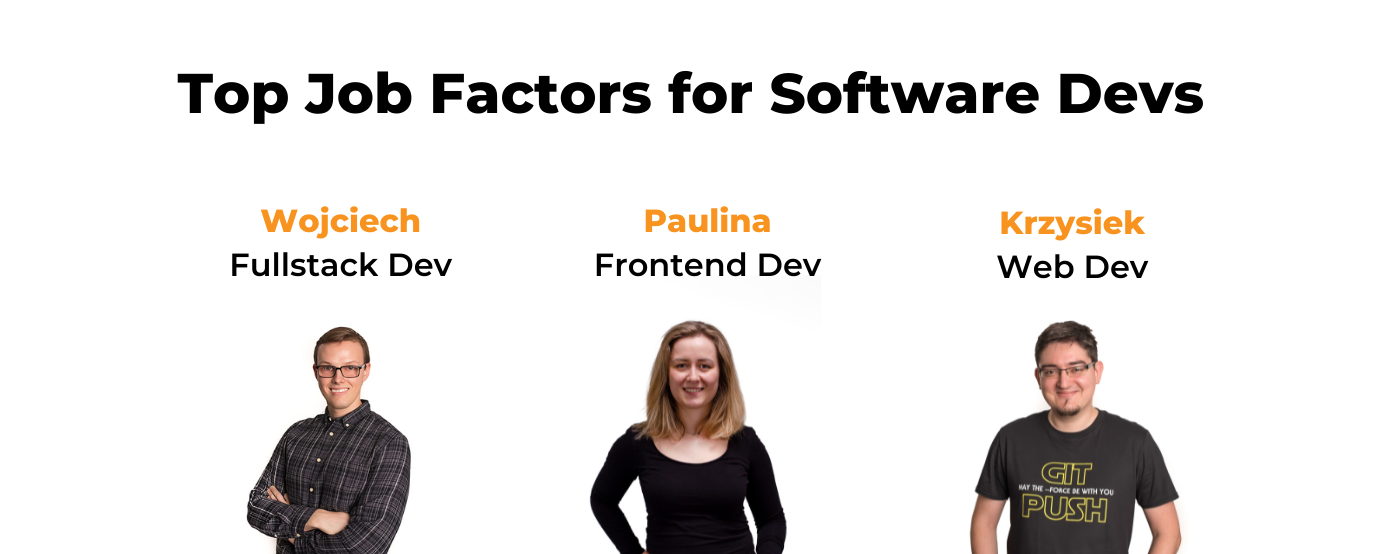 Top Job Factors for Software Devs
Wojciech
Fullstack Dev
Paulina
Frontend Dev
Krzysiek
Web Dev
GIT
MAY THE --FORCE BE WITH YOU
PUSH